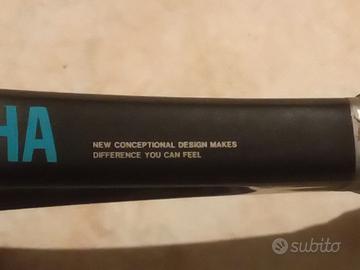 HA
NEW CONCEPTIONAL DESIGN MAKES
DIFFERENCE YOU CAN FEEL
subito